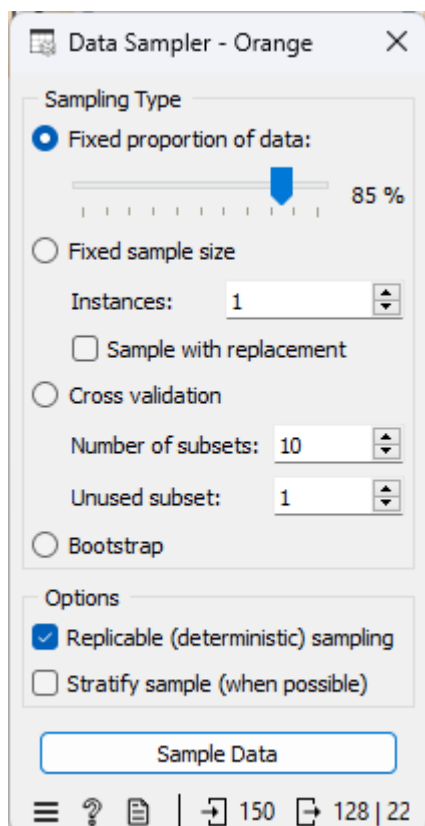 Data Sampler - Orange
Sampling Type
Fixed proportion of data:
85 %
Fixed sample size
Instances: 1
Sample with replacement
Cross validation
Number of subsets: 10
Unused subset: 1
Bootstrap
Options
Replicable (deterministic) sampling
Stratify sample (when possible)
Sample Data
150 128 | 22